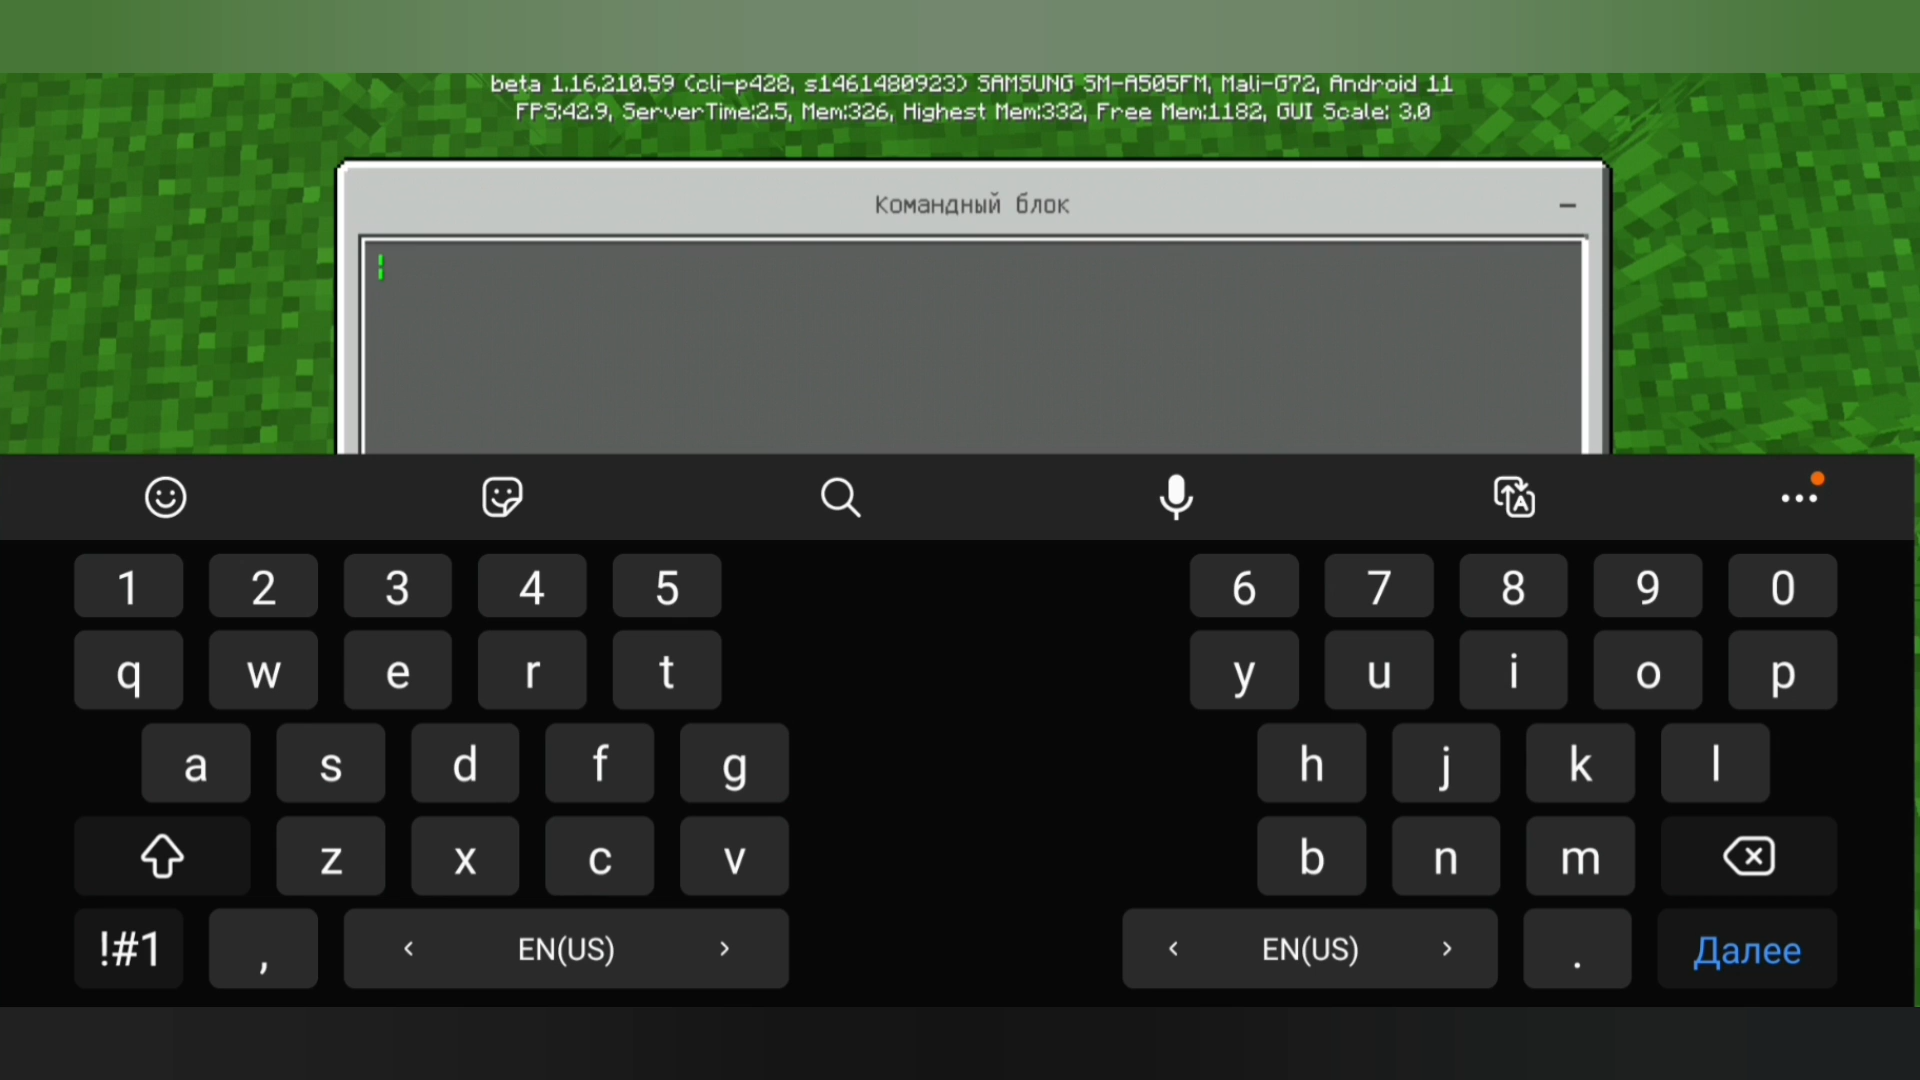 beta 1.16.210.59 (cli-p428, s1461480923) SAMSUNG SM-A505FM, Mali-G72, Android 11
FPS:42.9, ServerTime:2.5, Mem:326, Highest Mem:332, Free Mem:1182, GUI Scale: 3.0
Командный блок
1 2 3 4 5 6 7 8 9 0
q w e r t y u i o p
a s d f g h j k l
z x c v b n m
!#1 , < EN(US) > < EN(US) > . Далее